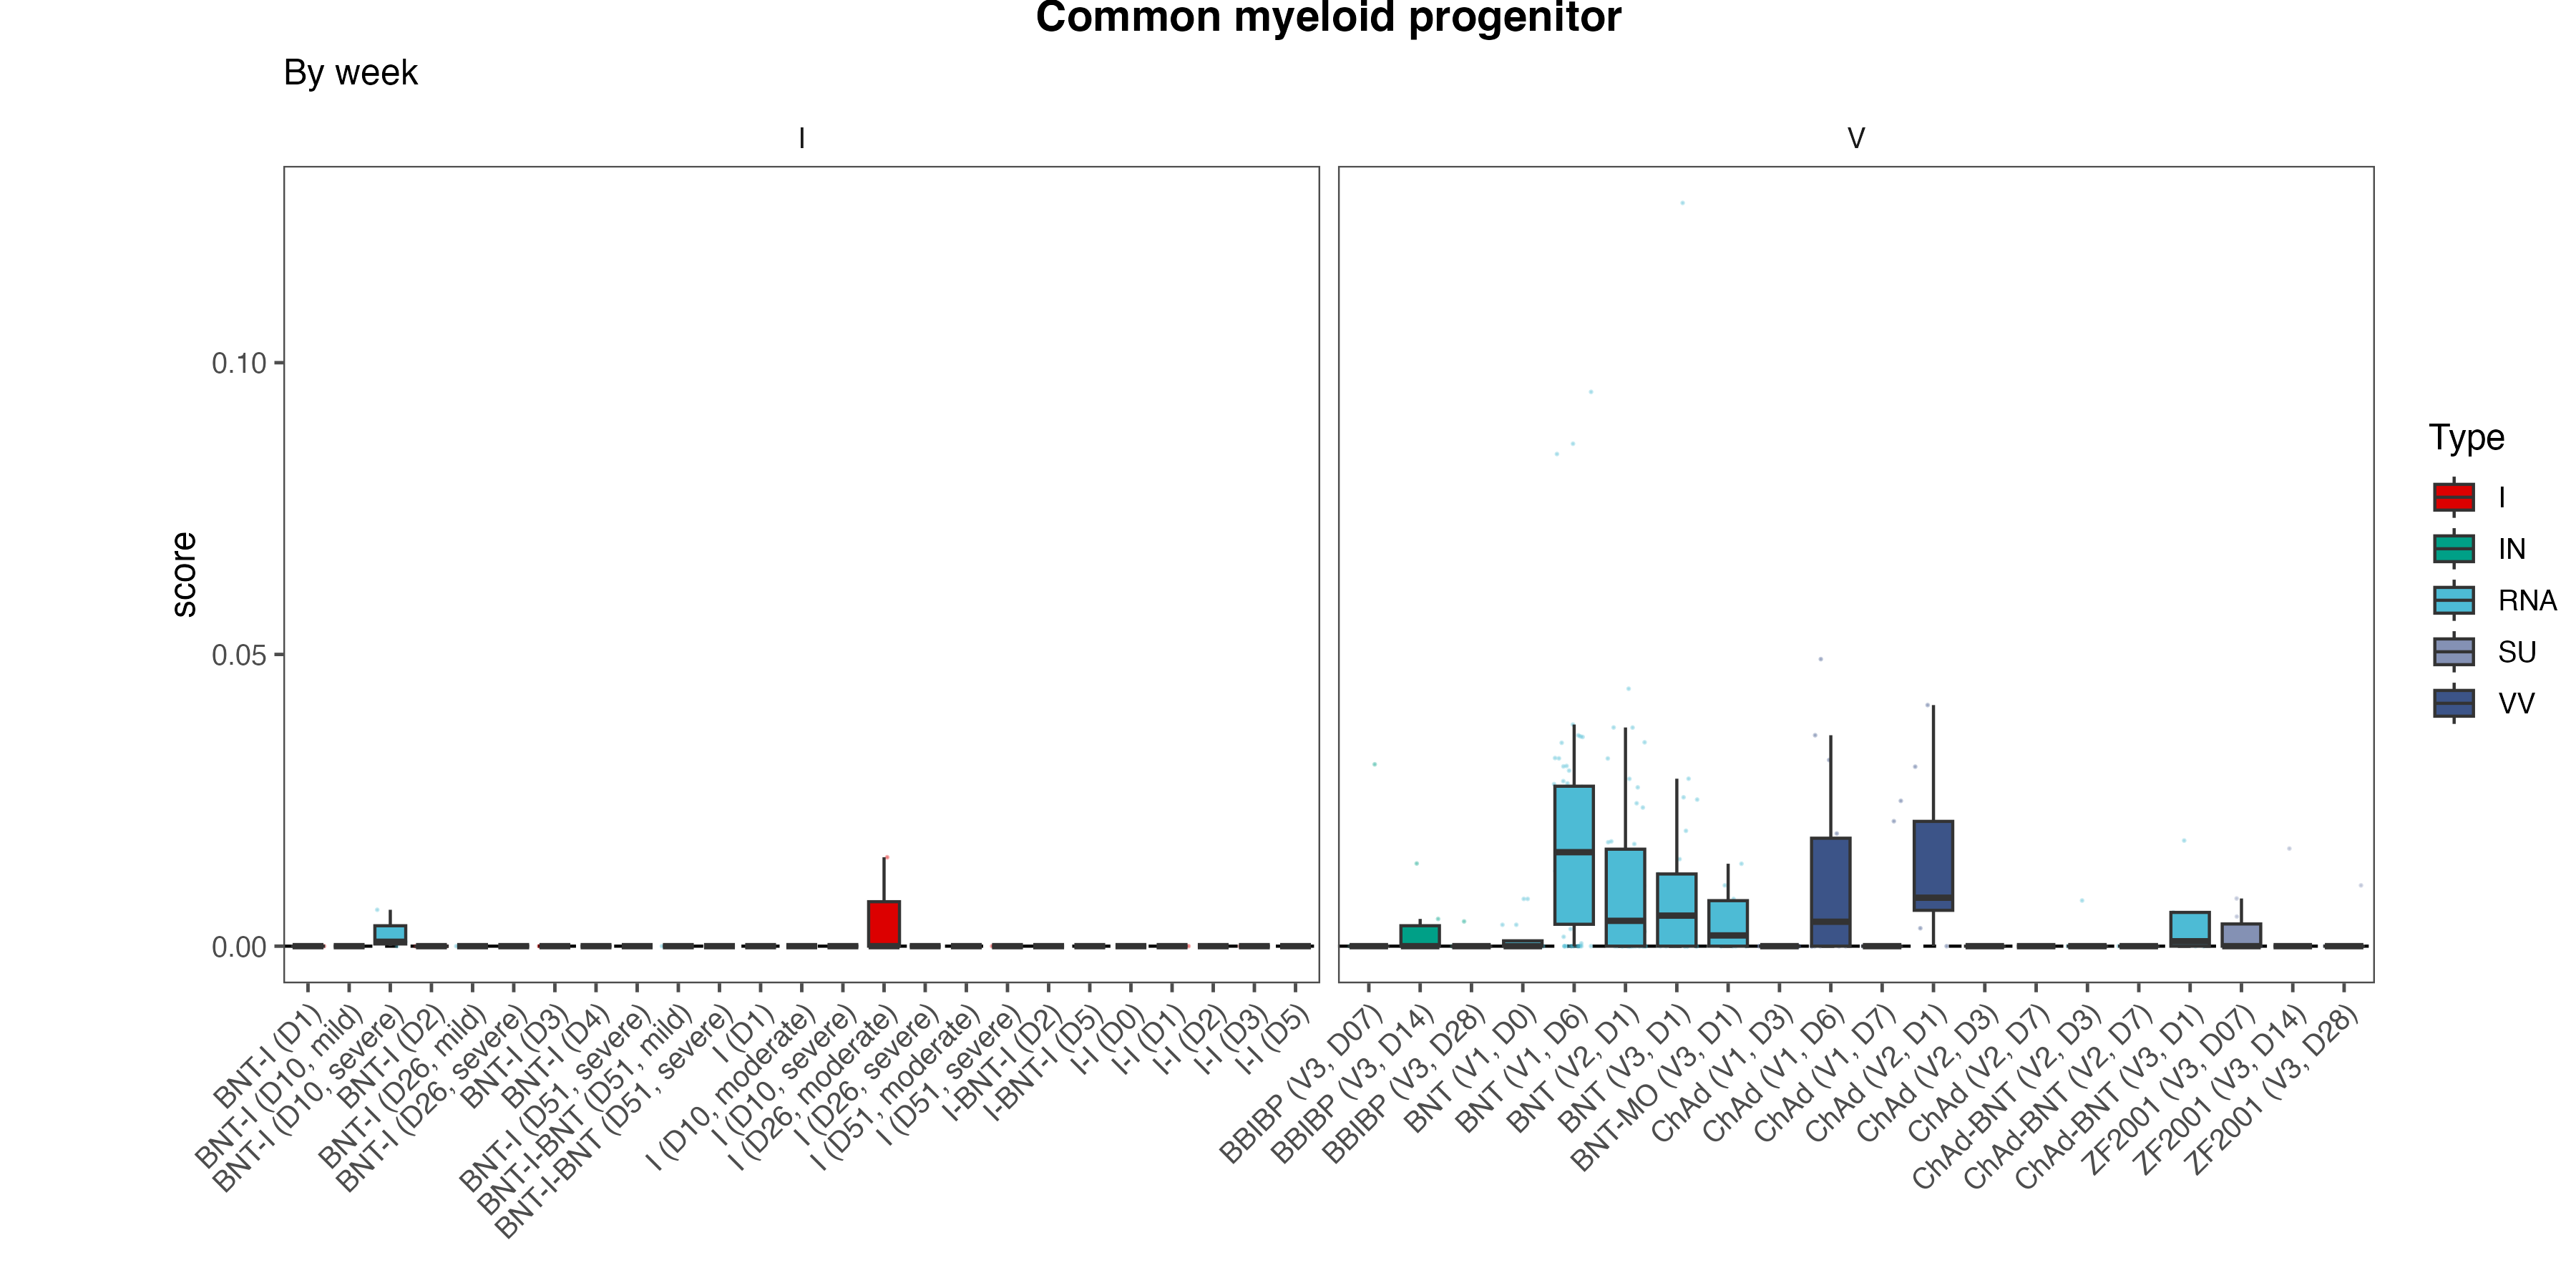 Common myeloid progenitor
By week
I
V
score
0.10
0.05
0.00
BNT-I (D1)
BNT-I (D10, mild)
BNT-I (D10, severe)
BNT-I (D2)
BNT-I (D26, mild)
BNT-I (D26, severe)
BNT-I (D3)
BNT-I (D4)
BNT-I (D51, severe)
BNT-I-BNT (D51, mild)
BNT-I-BNT (D51, severe)
I (D1)
I (D10, moderate)
I (D10, severe)
I (D26, moderate)
I (D26, severe)
I (D51, moderate)
I (D51, severe)
I-BNT-I (D2)
I-BNT-I (D5)
I-I (D0)
I-I (D1)
I-I (D2)
I-I (D3)
I-I (D5)
BBIBP (V3, D07)
BBIBP (V3, D14)
BBIBP (V3, D28)
BNT (V1, D0)
BNT (V1, D6)
BNT (V2, D1)
BNT (V3, D1)
BNT-MO (V3, D1)
ChAd (V1, D3)
ChAd (V1, D6)
ChAd (V1, D7)
ChAd (V2, D1)
ChAd (V2, D3)
ChAd (V2, D7)
ChAd-BNT (V2, D3)
ChAd-BNT (V2, D7)
ChAd-BNT (V3, D1)
ZF2001 (V3, D07)
ZF2001 (V3, D14)
ZF2001 (V3, D28)
Type
I
IN
RNA
SU
VV